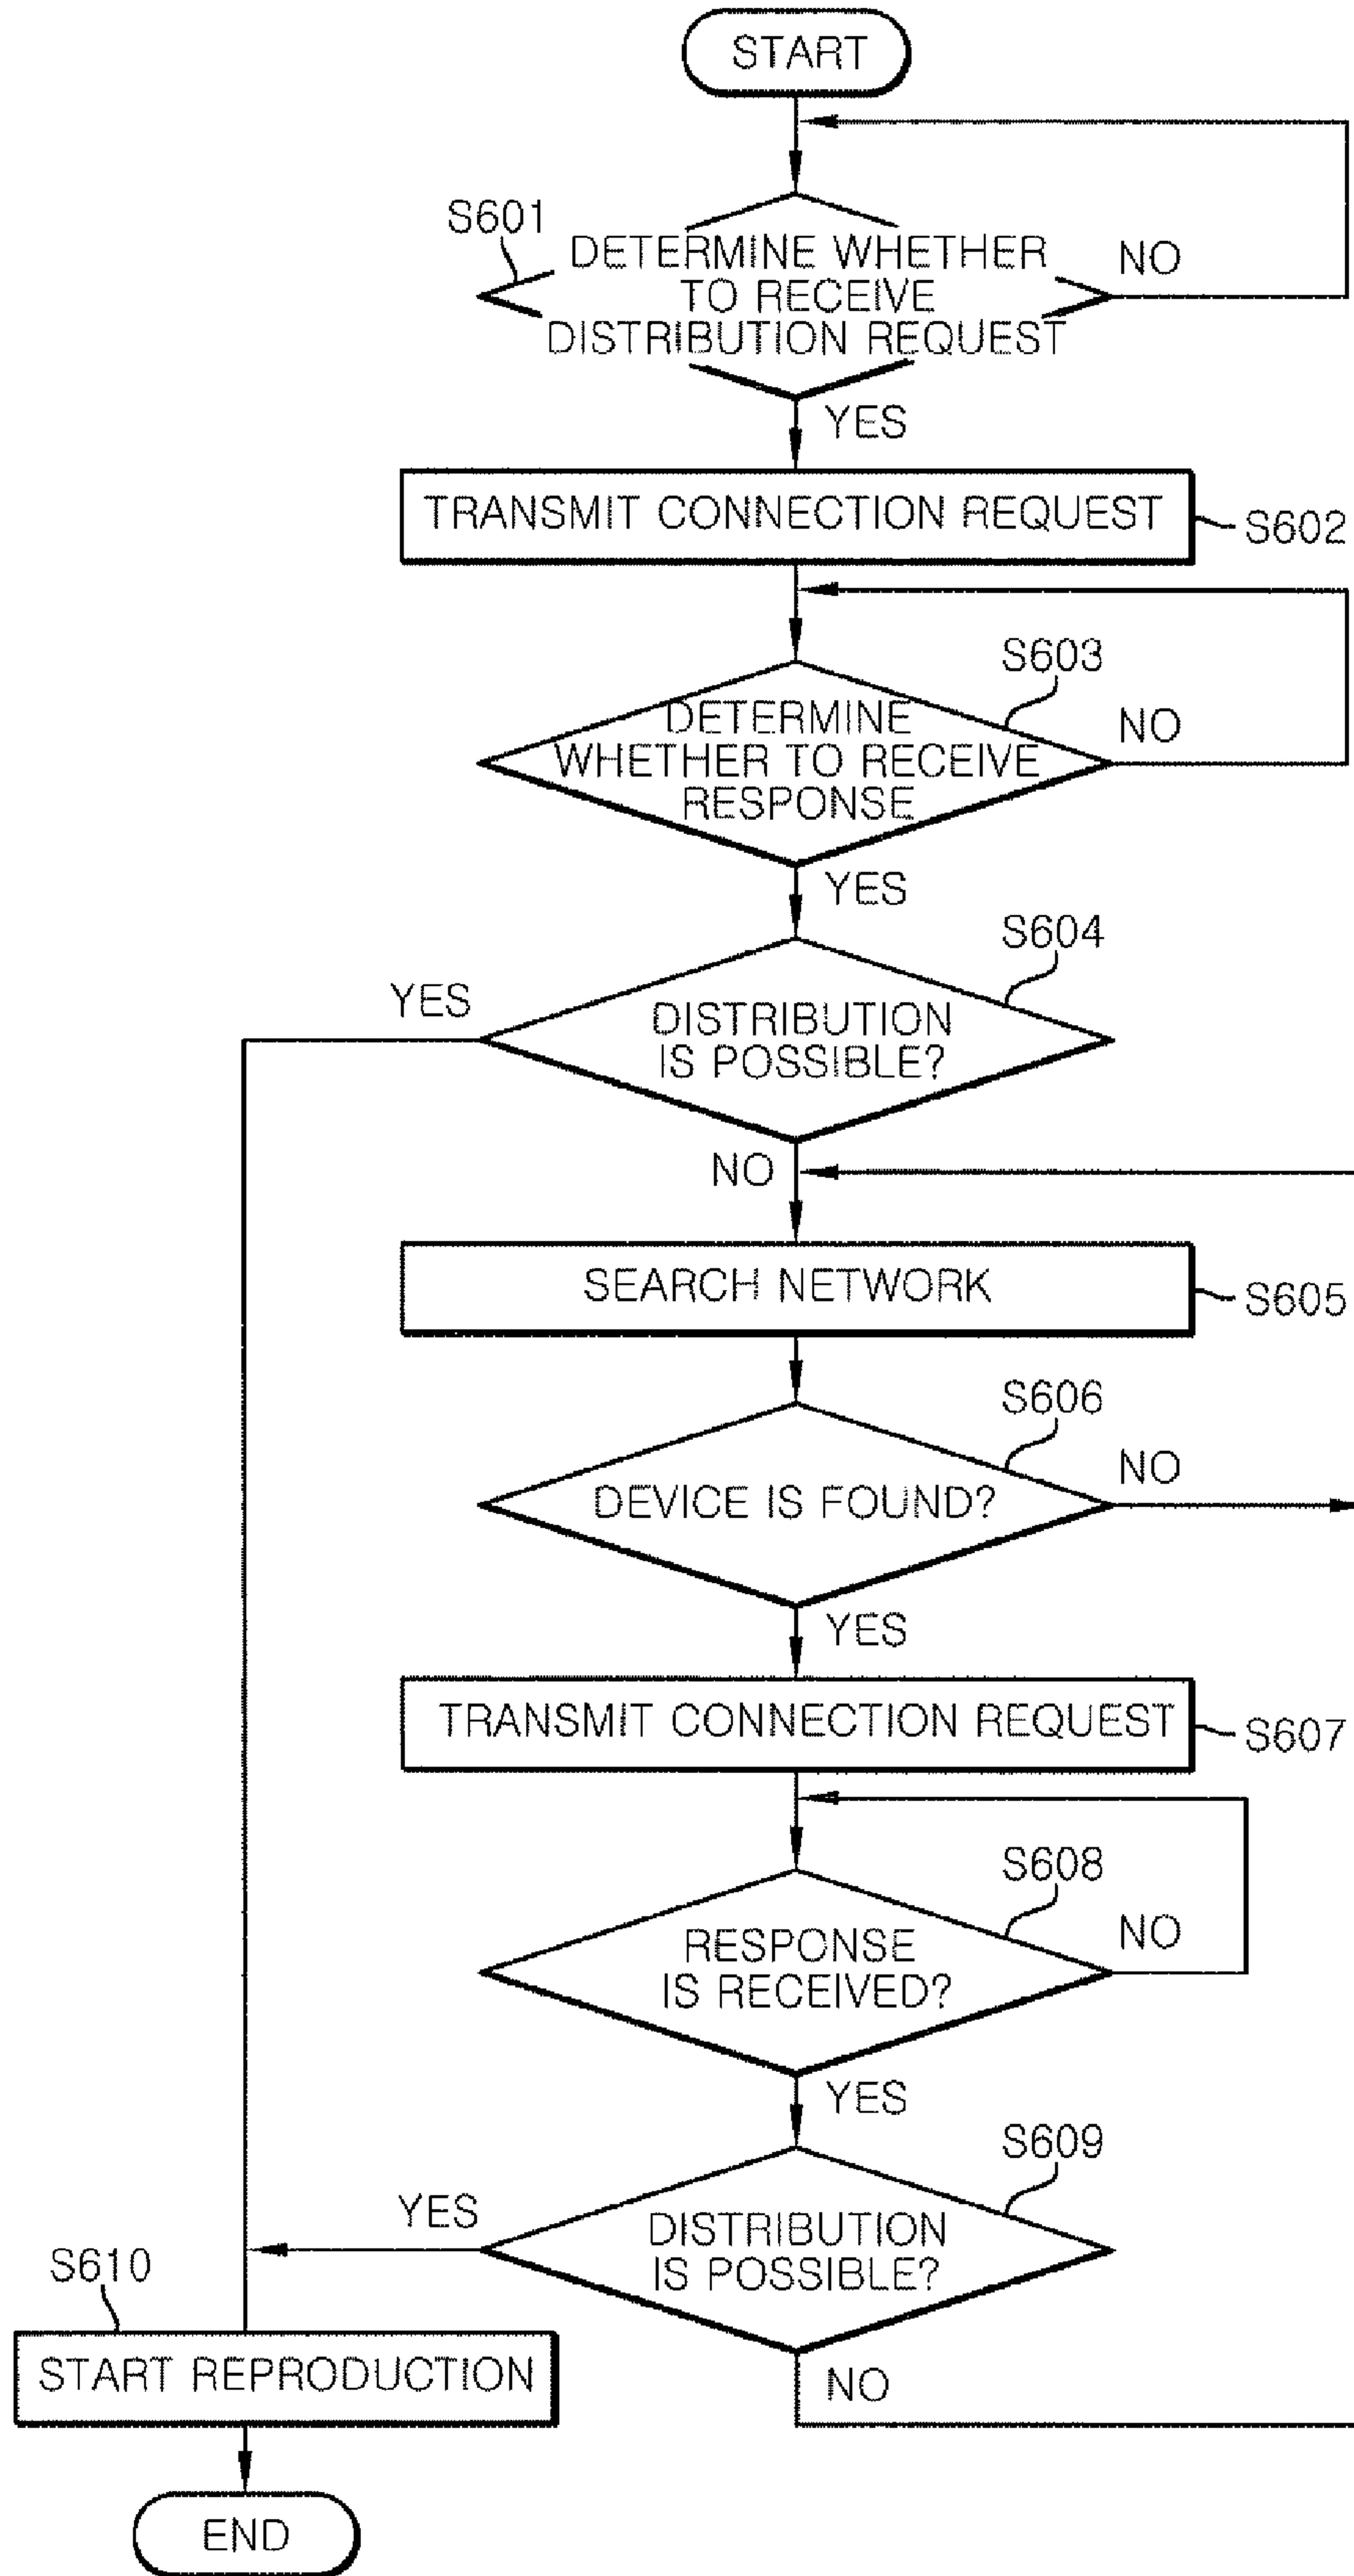 START
S601
DETERMINE WHETHER
TO RECEIVE
DISTRIBUTION REQUEST
NO
YES
TRANSMIT CONNECTION REQUEST
S602
S603
DETERMINE
WHETHER TO RECEIVE
RESPONSE
NO
YES
S604
YES
DISTRIBUTION
IS POSSIBLE?
NO
SEARCH NETWORK
S605
S606
DEVICE IS FOUND?
NO
YES
TRANSMIT CONNECTION REQUEST
S607
S608
RESPONSE
IS RECEIVED?
NO
YES
S609
YES
DISTRIBUTION
IS POSSIBLE?
S610
START REPRODUCTION
NO
END